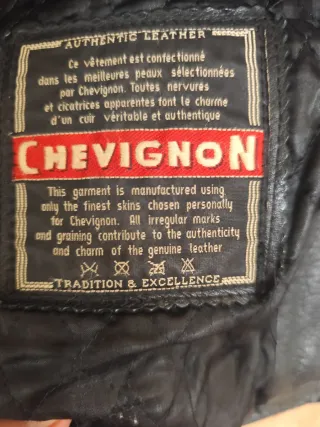 AUTHENTIC LEATHER
Ce vêtement est confectionné
dans les meilleures peaux sélectionnées
par Chevignon. Toutes nervures
et cicatrices apparentes font le charme
d'un cuir véritable et authentique
CHEVIGNON
This garment is manufactured using
only the finest skins chosen personally
for Chevignon. All irregular marks
and graining contribute to the authenticity
and charm of the genuine leather
TRADITION & EXCELLENCE